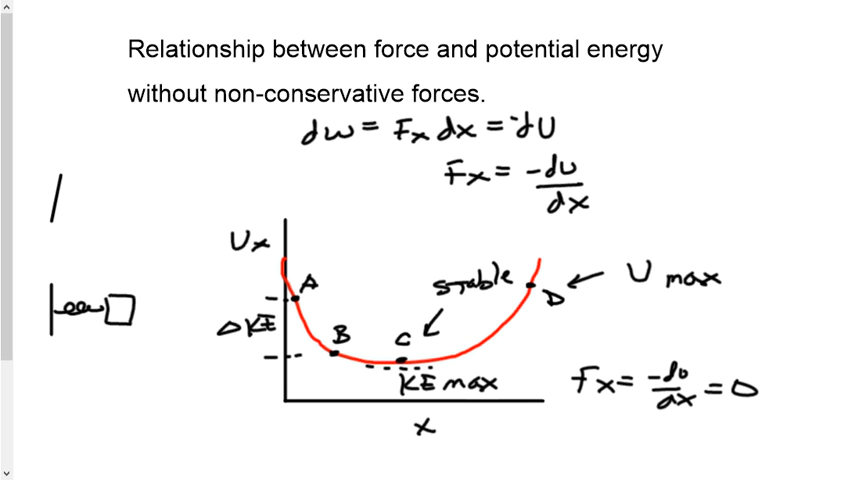 Relationship between force and potential energy
without non-conservative forces.
dw = Fx dx = -dU
Fx = -du/dx
Ux
A
ΔKE
B
C
stable
D
U max
KE max
Fx = -du/dx = 0
x